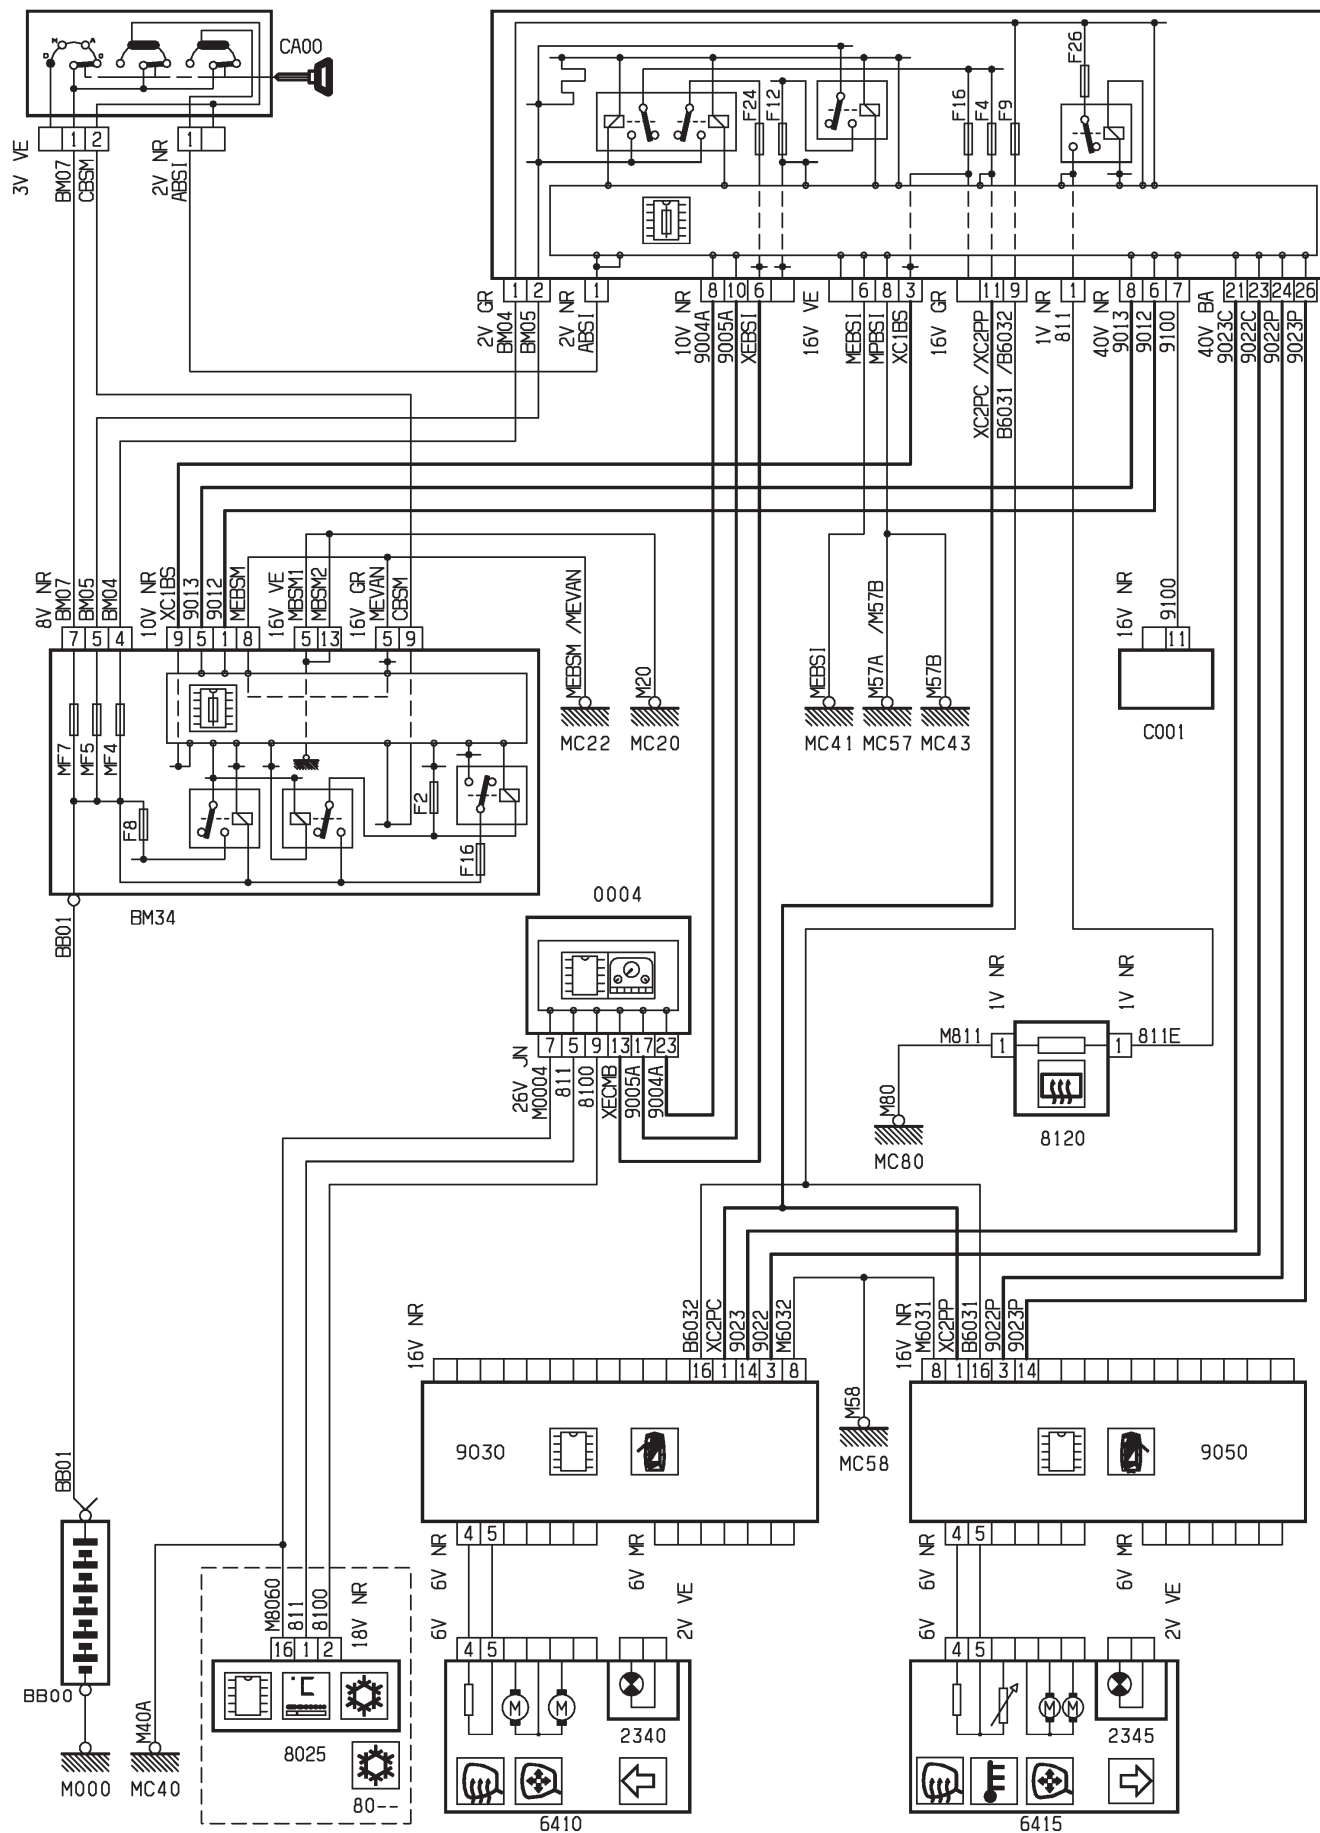 CA00
M A
D G
1 2
1
3V VE
BM07
CBSM
2V NR
ABSI
F24
F12
F16
F4
F9
F26
1 2
1
8 10 6
6 8 3
11 9
1
8 6 7
21 23 24 26
2V GR
BM04
BM05
2V NR
ABSI
10V NR
9004A
9005A
XEBSI
16V VE
MEBSI
MPBSI
XC1BS
16V GR
XC2PC /XC2PP
B6031 /B6032
1V NR
811
40V NR
9013
9012
9100
40V BA
9023C
9022C
9022P
9023P
8V NR
BM07
BM05
BM04
10V NR
XC1BS
9013
9012
MEBSM
16V VE
MBSM1
MBSM2
16V GR
MEVAN
CBSM
7 5 4
9 5 1 8
5 13
5 9
MEBSM /MEVAN
M20
MC22
MC20
MEBSI
M57A /M57B
M57B
MC41
MC57
MC43
16V NR
9100
11
C001
MF7
MF5
MF4
F8
F2
F16
BM34
BB01
0004
7 5 9 13 17 23
26V JN
M0004
811
8100
XECMB
9005A
9004A
1V NR
1V NR
M811
1
1
811E
M80
MC80
8120
16V NR
B6032
XC2PC
9023
9022
M6032
16 1 14 3 8
16V NR
M6031
XC2PP
B6031
9022P
9023P
8 1 16 3 14
9030
M58
MC58
9050
BB01
4 5
6V NR
6V MR
4 5
6V NR
6V MR
6V NR
2V VE
4 5
6V NR
2V VE
4 5
M8060
811
8100
18V NR
16 1 2
°C
8025
80--
BB00
M000
M40A
MC40
M M
2340
6410
M M
2345
6415